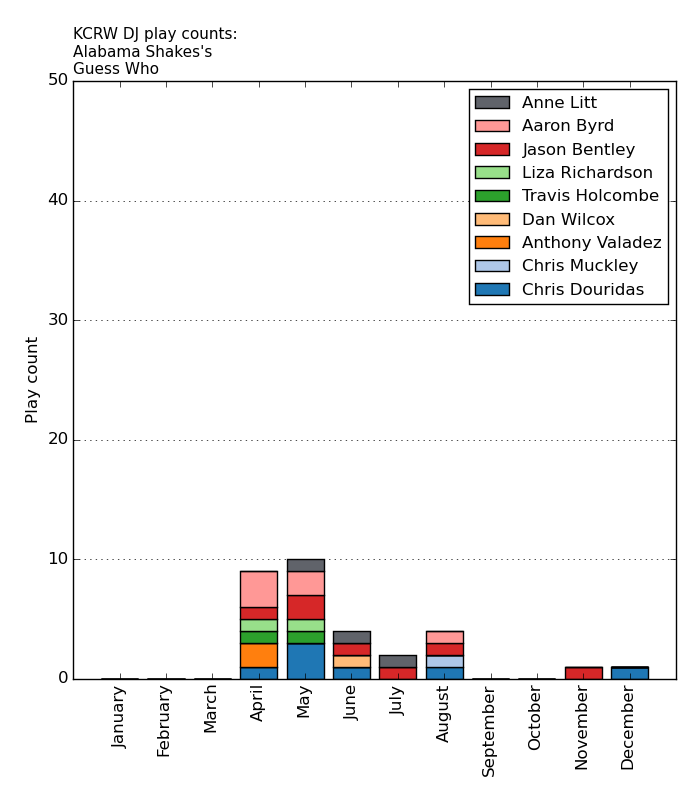 KCRW DJ play counts:
Alabama Shakes's
Guess Who
50
40
30
20
10
0
Play count
Anne Litt
Aaron Byrd
Jason Bentley
Liza Richardson
Travis Holcombe
Dan Wilcox
Anthony Valadez
Chris Muckley
Chris Douridas
January
February
March
April
May
June
July
August
September
October
November
December